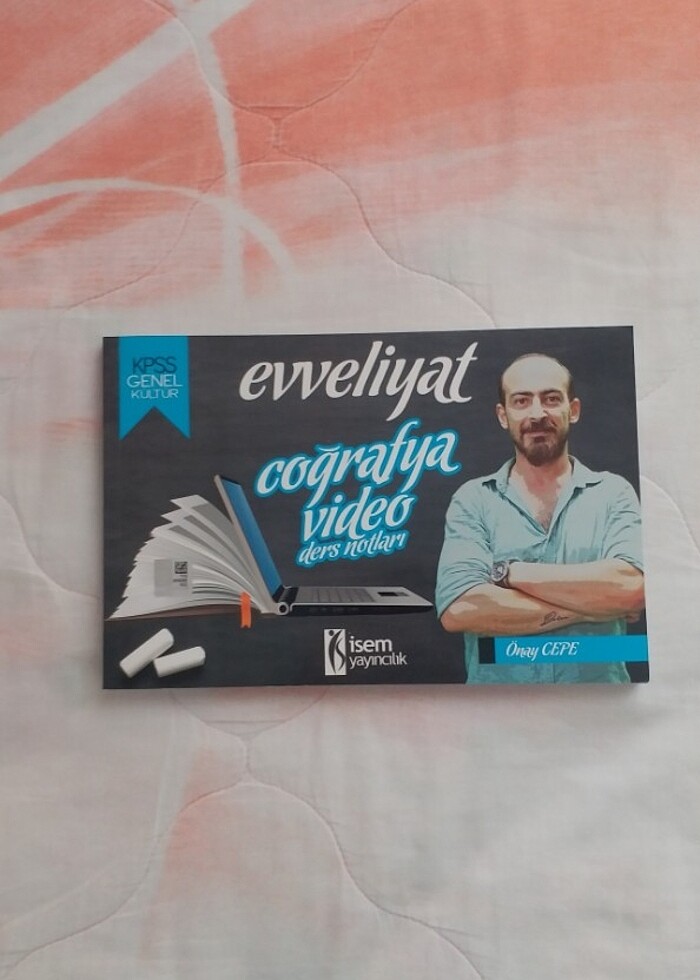 KPSS
GENEL
KÜLTÜR
evveliyat
coğrafya
video
ders notları
isem
yayıncılık
Önay CEPE